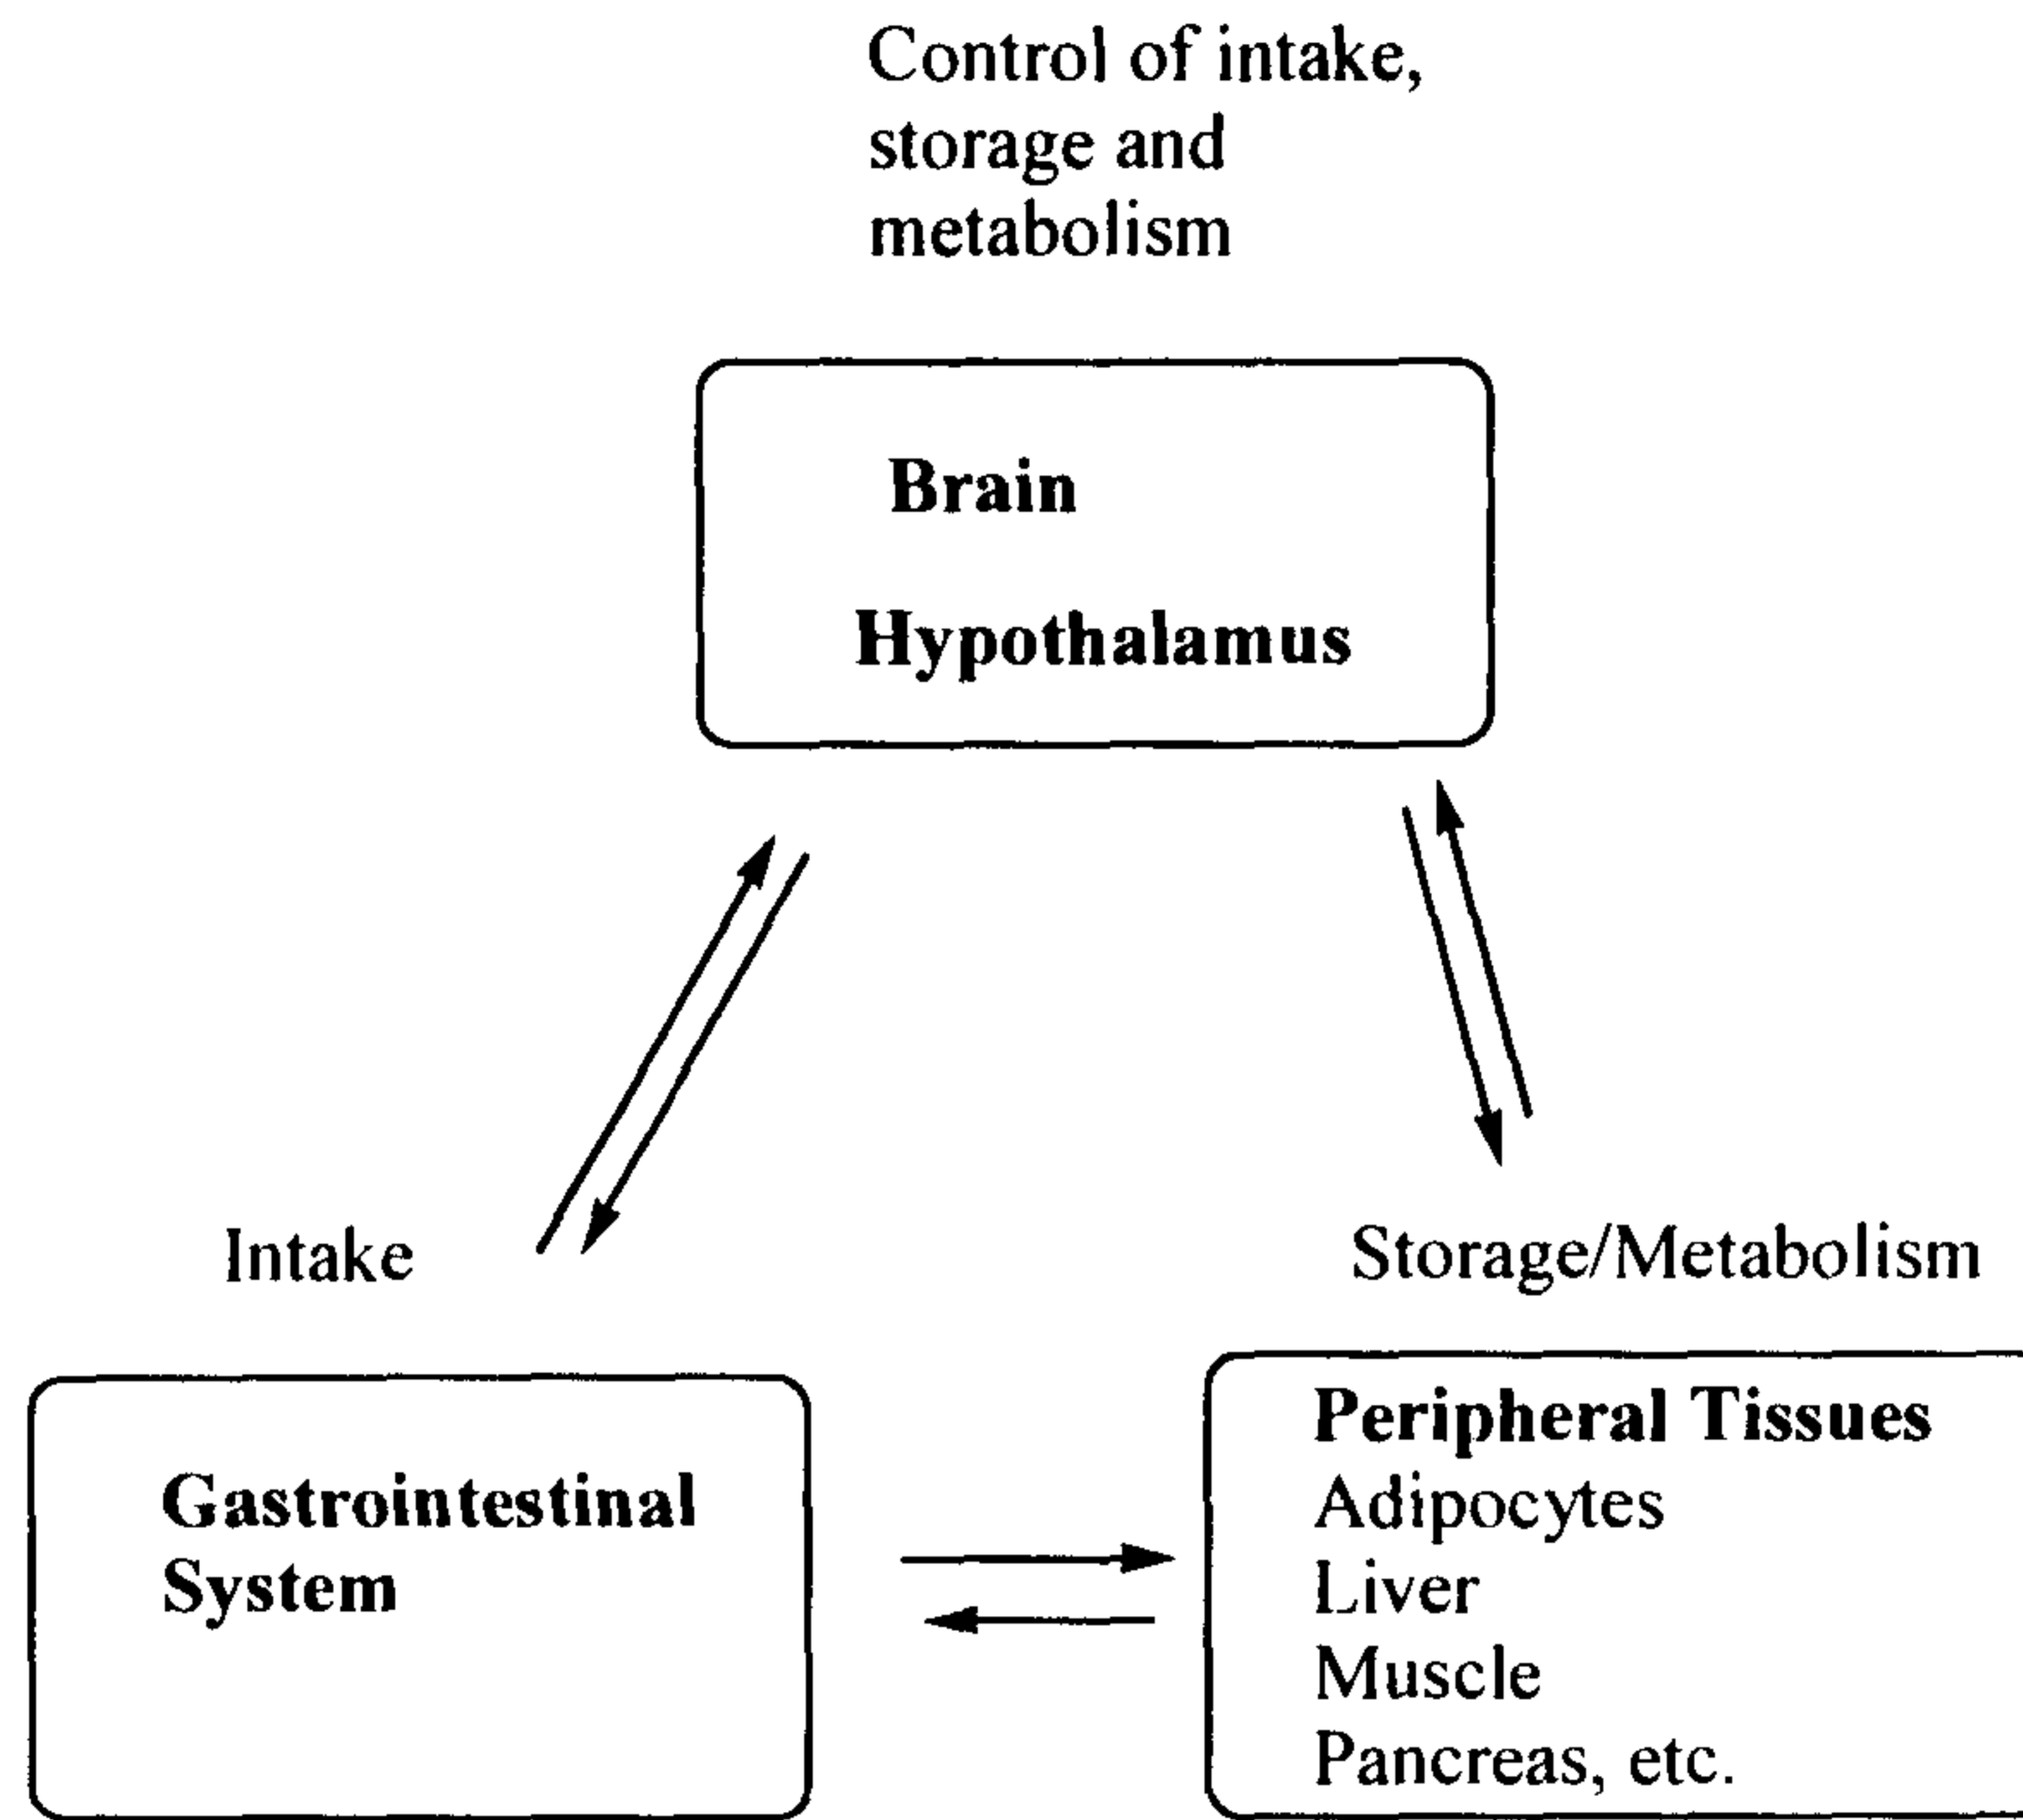 Control of intake,
storage and
metabolism
Brain
Hypothalamus
Intake
Storage/Metabolism
Gastrointestinal
System
Peripheral Tissues
Adipocytes
Liver
Muscle
Pancreas, etc.